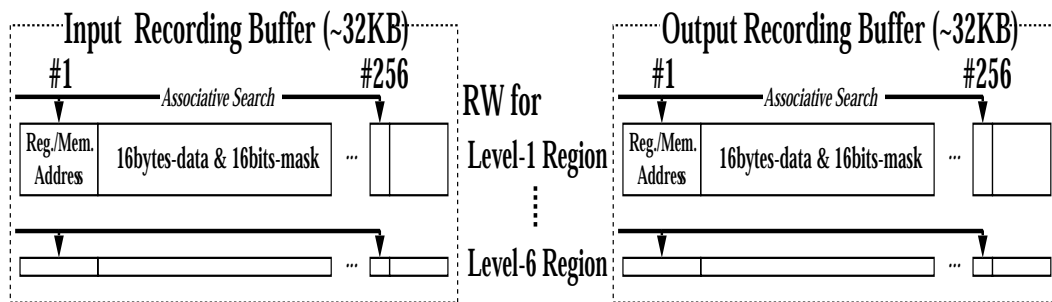 Input Recording Buffer (~32KB)
#1 #256
Associative Search
Reg./Mem.
Address
16bytes-data & 16bits-mask
...
...
RW for
Level-1 Region
Level-6 Region
Output Recording Buffer (~32KB)
#1 #256
Associative Search
Reg./Mem.
Address
16bytes-data & 16bits-mask
...
...